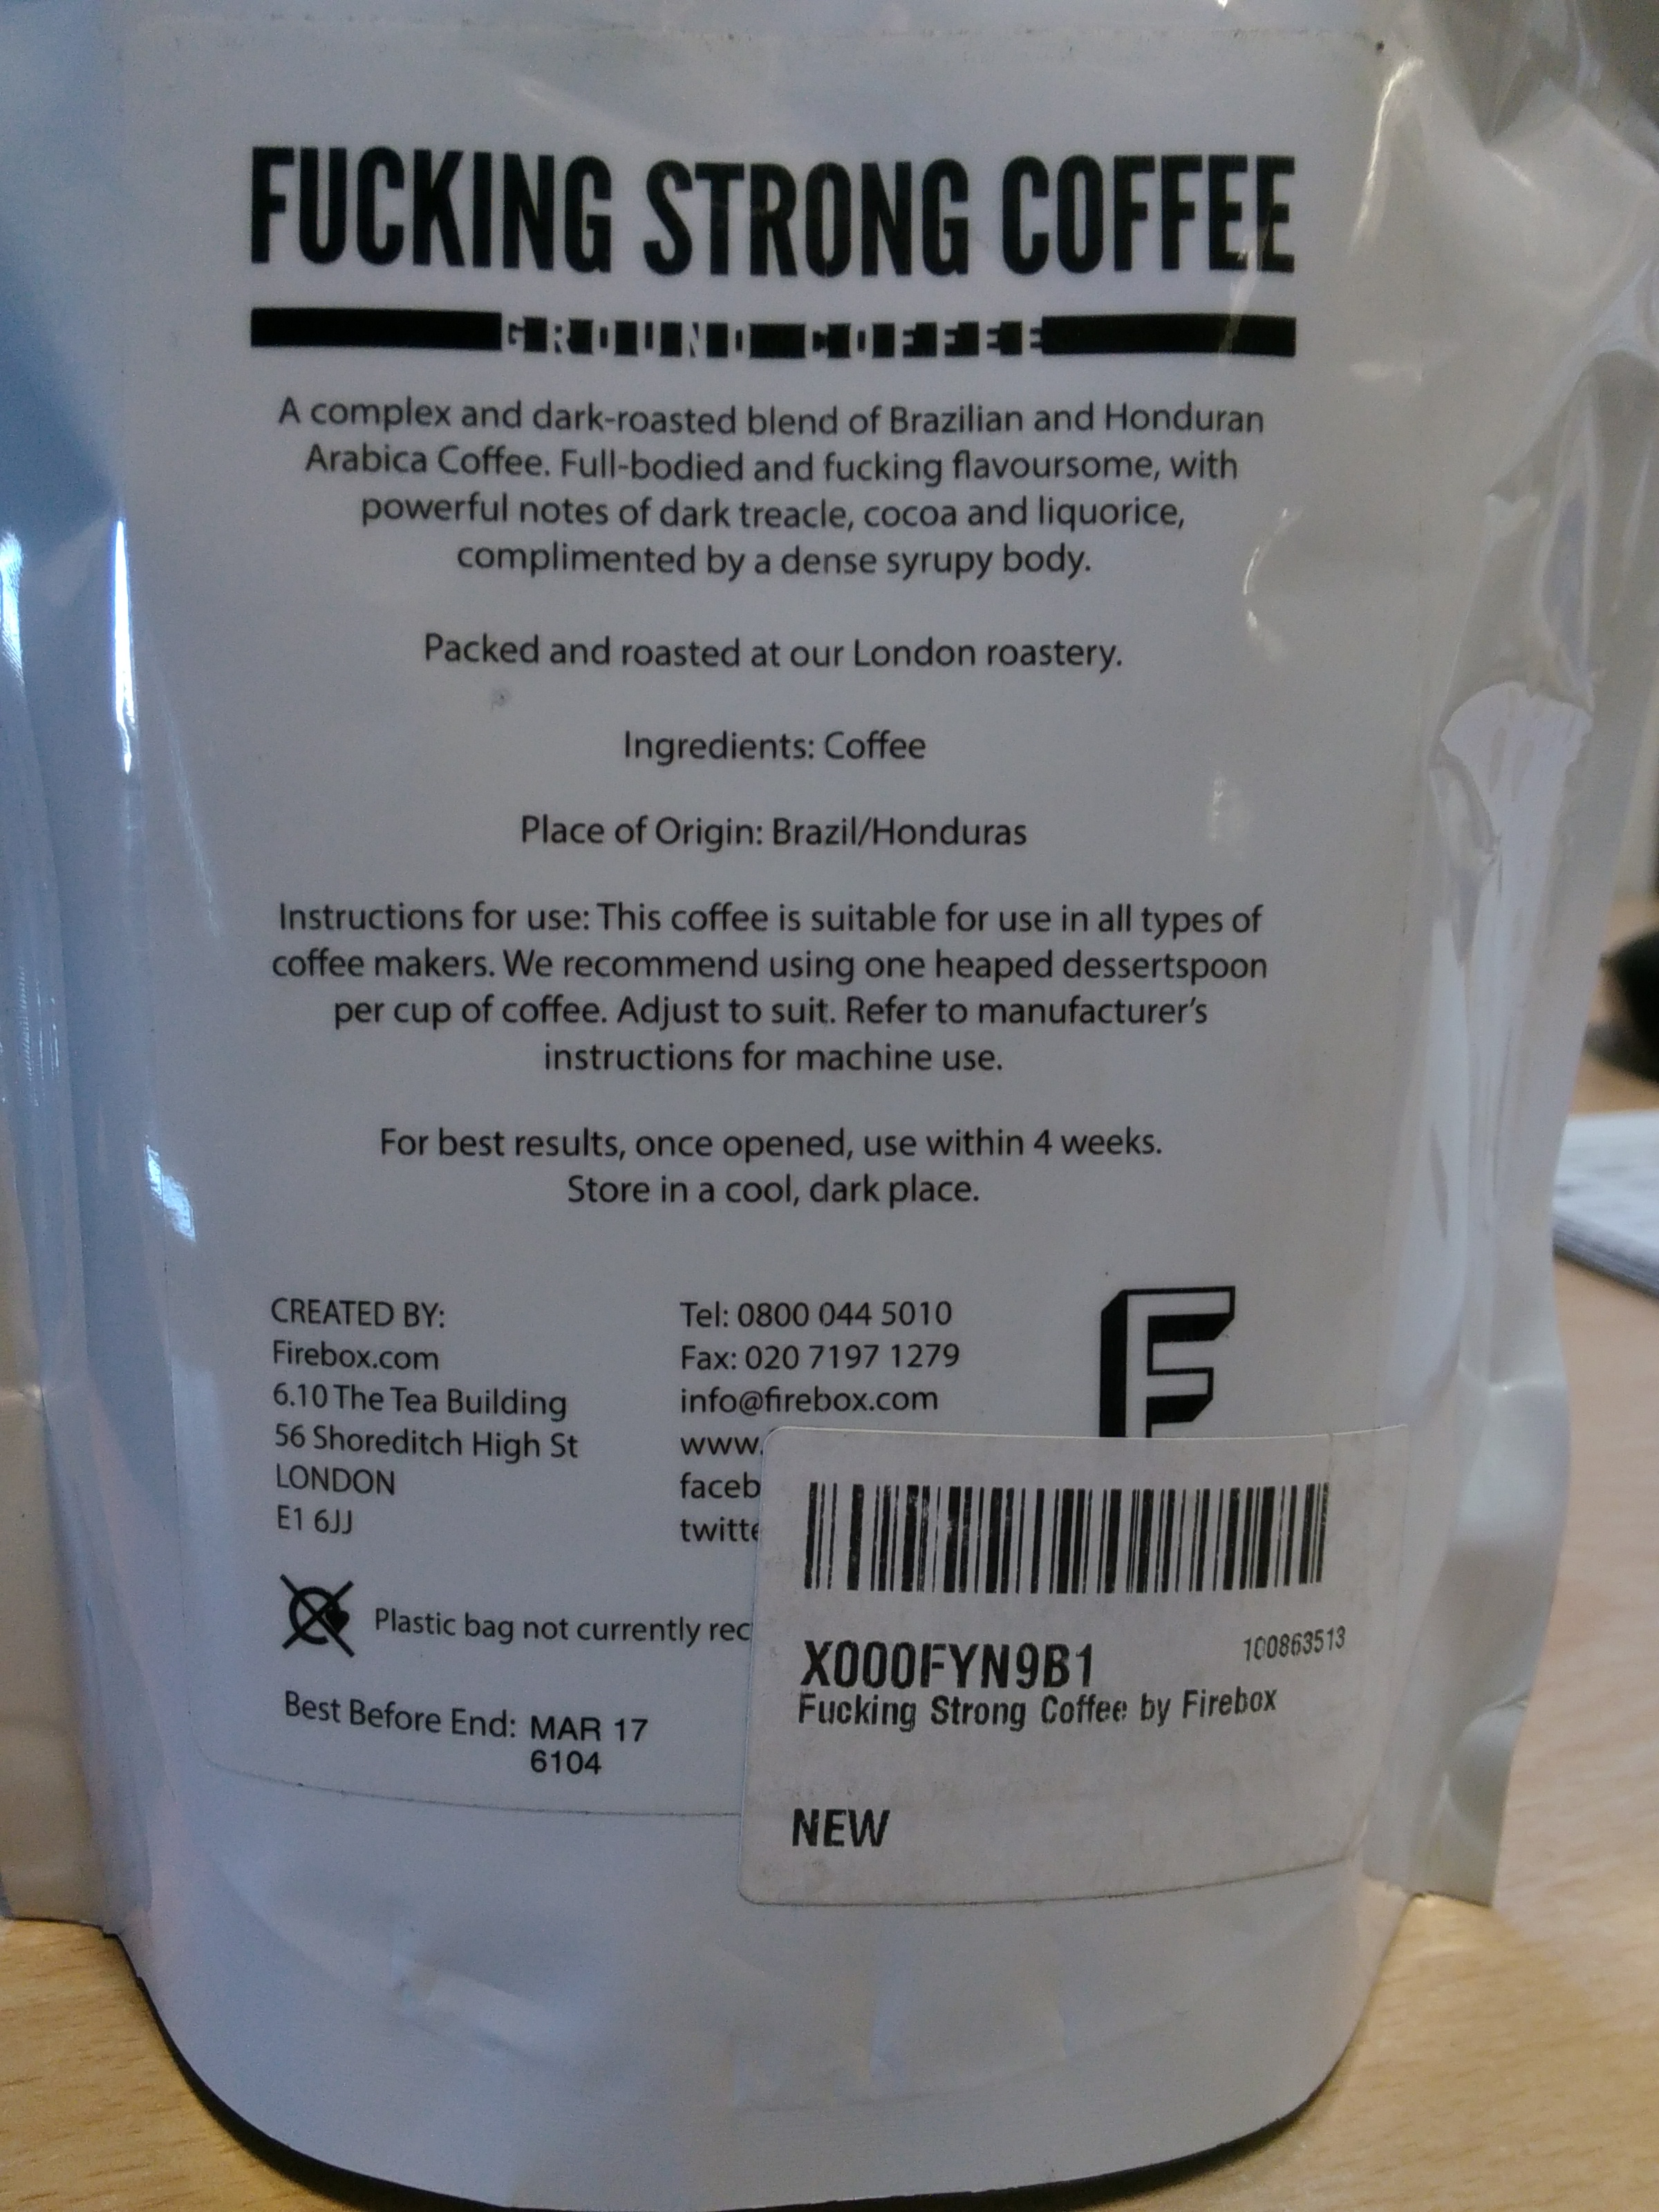 FUCKING STRONG COFFEE
GROUND COFFEE
A complex and dark-roasted blend of Brazilian and Honduran
Arabica Coffee. Full-bodied and fucking flavoursome, with
powerful notes of dark treacle, cocoa and liquorice,
complimented by a dense syrupy body.
Packed and roasted at our London roastery.
Ingredients: Coffee
Place of Origin: Brazil/Honduras
Instructions for use: This coffee is suitable for use in all types of
coffee makers. We recommend using one heaped dessertspoon
per cup of coffee. Adjust to suit. Refer to manufacturer's
instructions for machine use.
For best results, once opened, use within 4 weeks.
Store in a cool, dark place.
CREATED BY:
Firebox.com
6.10 The Tea Building
56 Shoreditch High St
LONDON
E1 6JJ
Tel: 0800 044 5010
Fax: 020 7197 1279
info@firebox.com
www.
faceb
twitte
F
Plastic bag not currently rec
Best Before End: MAR 17
6104
X000FYN9B1
100863513
Fucking Strong Coffee by Firebox
NEW